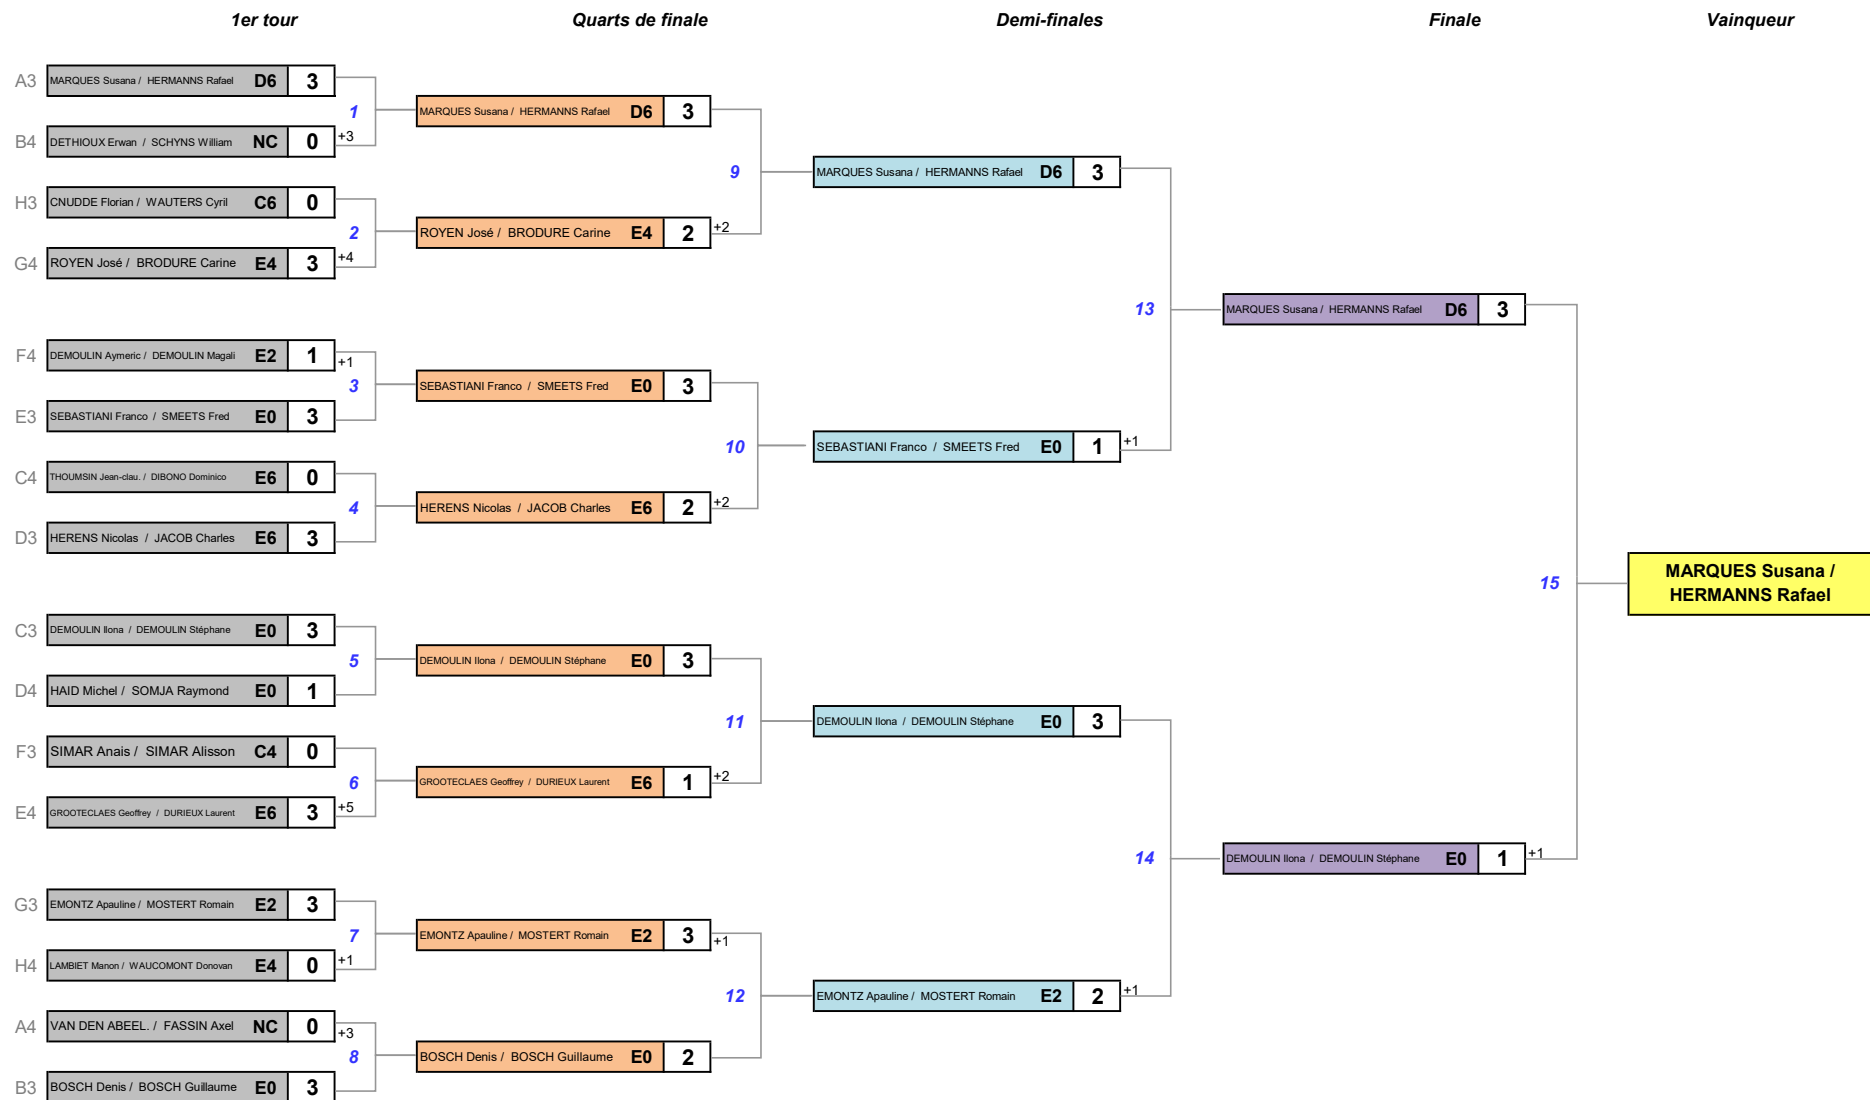 1er tour Quarts de finale Demi-finales Finale Vainqueur
A3 MARQUES Susana / HERMANNS Rafael D6 3
1
MARQUES Susana / HERMANNS Rafael D6 3
B4 DETHIOUX Erwan / SCHYNS William NC 0 +3
9
MARQUES Susana / HERMANNS Rafael D6 3
H3 CNUDDE Florian / WAUTERS Cyril C6 0
2
ROYEN José / BRODURE Carine E4 2 +2
G4 ROYEN José / BRODURE Carine E4 3 +4
13
MARQUES Susana / HERMANNS Rafael D6 3
F4 DEMOULIN Aymeric / DEMOULIN Magali E2 1 +1
3
SEBASTIANI Franco / SMEETS Fred E0 3
E3 SEBASTIANI Franco / SMEETS Fred E0 3
10
SEBASTIANI Franco / SMEETS Fred E0 1 +1
C4 THOUMSIN Jean-clau. / DIBONO Dominico E6 0
4
HERENS Nicolas / JACOB Charles E6 2 +2
D3 HERENS Nicolas / JACOB Charles E6 3
15
MARQUES Susana /
HERMANNS Rafael
C3 DEMOULIN Ilona / DEMOULIN Stéphane E0 3
5
DEMOULIN Ilona / DEMOULIN Stéphane E0 3
D4 HAID Michel / SOMJA Raymond E0 1
11
DEMOULIN Ilona / DEMOULIN Stéphane E0 3
F3 SIMAR Anais / SIMAR Alisson C4 0
6
GROOTECLAES Geoffrey / DURIEUX Laurent E6 1 +2
E4 GROOTECLAES Geoffrey / DURIEUX Laurent E6 3 +5
14
DEMOULIN Ilona / DEMOULIN Stéphane E0 1 +1
G3 EMONTZ Apauline / MOSTERT Romain E2 3
7
EMONTZ Apauline / MOSTERT Romain E2 3 +1
H4 LAMBIET Manon / WAUCOMONT Donovan E4 0 +1
12
EMONTZ Apauline / MOSTERT Romain E2 2 +1
A4 VAN DEN ABEEL. / FASSIN Axel NC 0 +3
8
BOSCH Denis / BOSCH Guillaume E0 2
B3 BOSCH Denis / BOSCH Guillaume E0 3